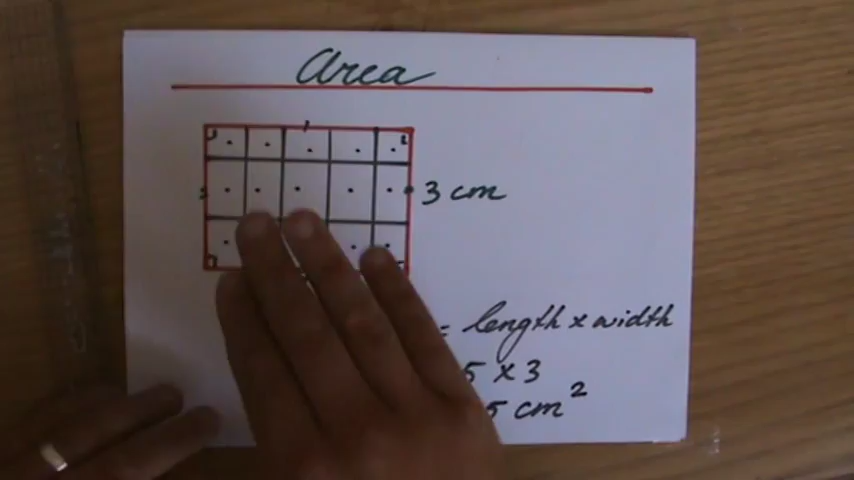 Area
3 cm
= length x width
5 x 3
5 cm²